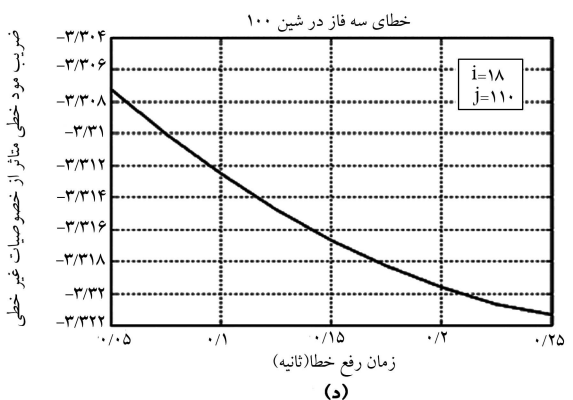 خطای سه فاز در شین ۱۰۰
ضریب مود خطی متاثر از خصوصیات غیر خطی
-۳/۳۰۴
-۳/۳۰۶
-۳/۳۰۸
-۳/۳۱
-۳/۳۱۲
-۳/۳۱۴
-۳/۳۱۶
-۳/۳۱۸
-۳/۳۲
-۳/۳۲۲
i=۱۸
j=۱۱۰
۰/۰۵ ۰/۱ ۰/۱۵ ۰/۲ ۰/۲۵
زمان رفع خطا(ثانیه)
(د)